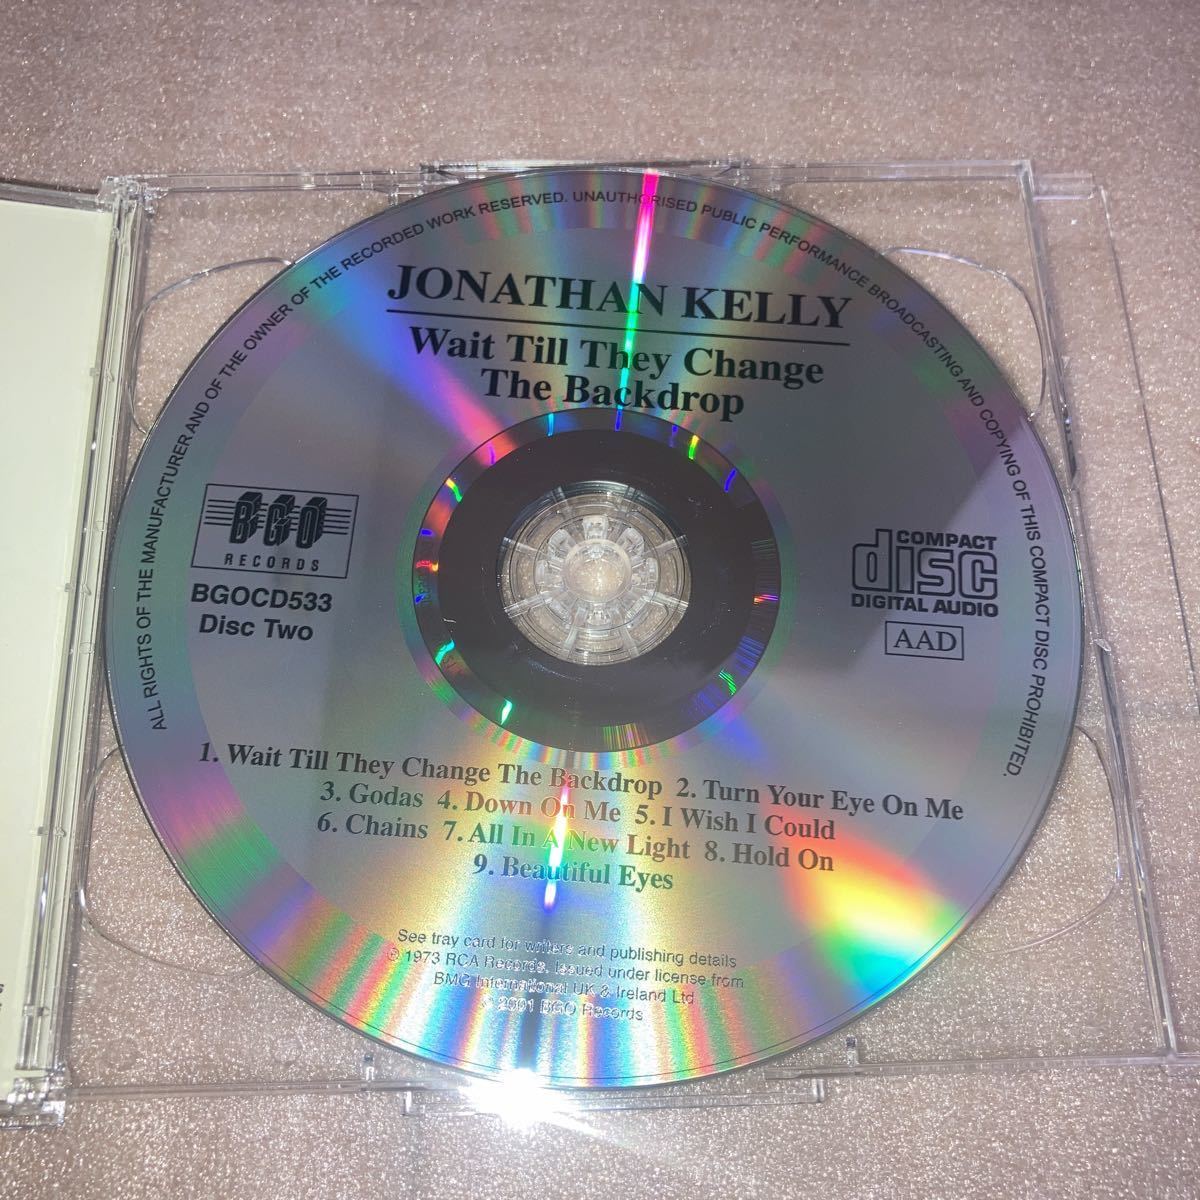 ALL RIGHTS OF THE MANUFACTURER AND OF THE OWNER OF THE RECORDED WORK RESERVED. UNAUTHORISED PUBLIC PERFORMANCE BROADCASTING AND COPYING OF THIS COMPACT DISC PROHIBITED.
JONATHAN KELLY
Wait Till They Change
The Backdrop
BGO
RECORDS
BGOCD533
Disc Two
COMPACT
disc
DIGITAL AUDIO
AAD
1. Wait Till They Change The Backdrop 2. Turn Your Eye On Me
3. Godas 4. Down On Me 5. I Wish I Could
6. Chains 7. All In A New Light 8. Hold On
9. Beautiful Eyes
See tray card for writers and publishing details
℗ 1973 RCA Records. Issued under license from
BMG International UK & Ireland Ltd
© 2001 BGO Records